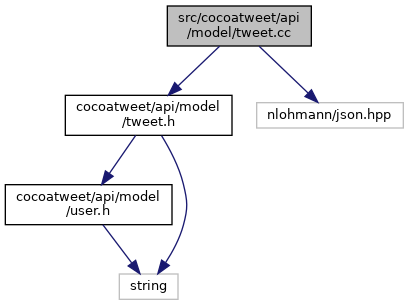 src/cocoatweet/api
/model/tweet.cc
cocoatweet/api/model
/tweet.h
nlohmann/json.hpp
cocoatweet/api/model
/user.h
string